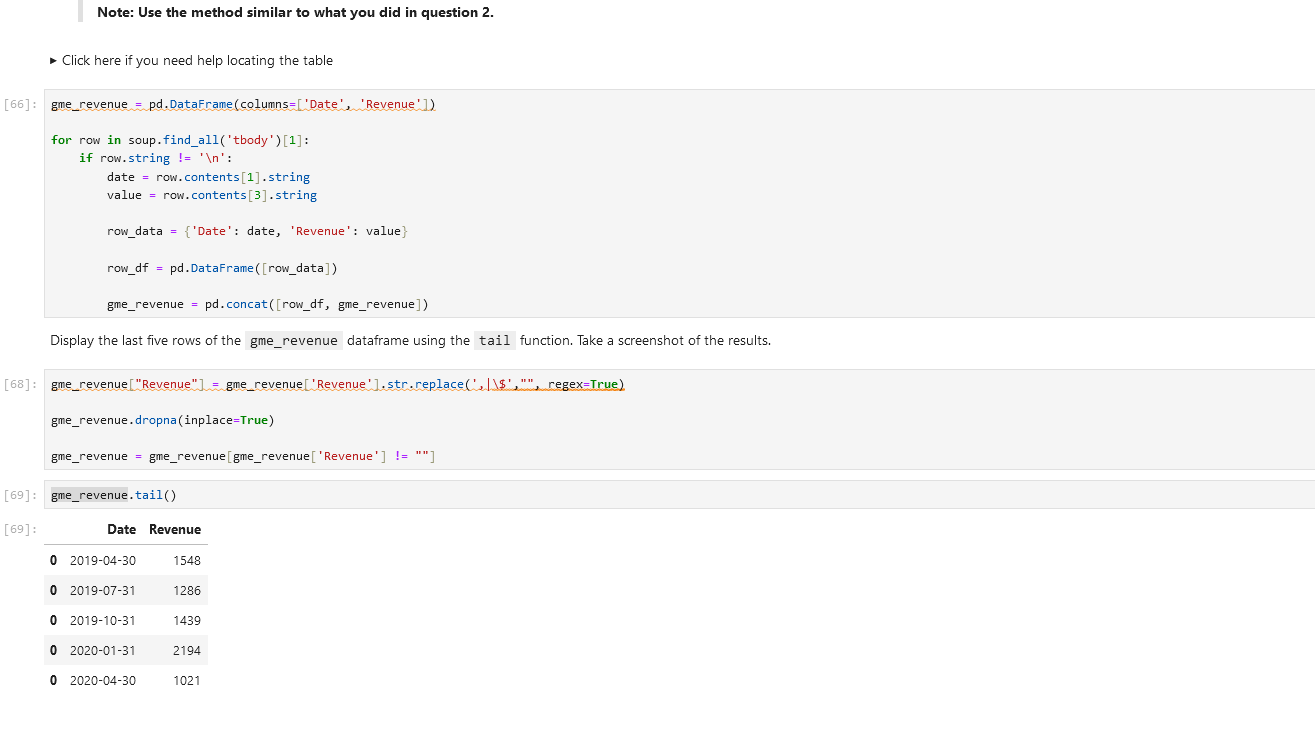 Note: Use the method similar to what you did in question 2.
▸ Click here if you need help locating the table
[66]: gme_revenue = pd.DataFrame(columns=['Date', 'Revenue'])
for row in soup.find_all('tbody')[1]:
    if row.string != '\n':
        date = row.contents[1].string
        value = row.contents[3].string
        row_data = {'Date': date, 'Revenue': value}
        row_df = pd.DataFrame([row_data])
        gme_revenue = pd.concat([row_df, gme_revenue])
Display the last five rows of the gme_revenue dataframe using the tail function. Take a screenshot of the results.
[68]: gme_revenue["Revenue"] = gme_revenue['Revenue'].str.replace(',|\$',"", regex=True)
gme_revenue.dropna(inplace=True)
gme_revenue = gme_revenue[gme_revenue['Revenue'] != ""]
[69]: gme_revenue.tail()
[69]: Date Revenue
0 2019-04-30 1548
0 2019-07-31 1286
0 2019-10-31 1439
0 2020-01-31 2194
0 2020-04-30 1021